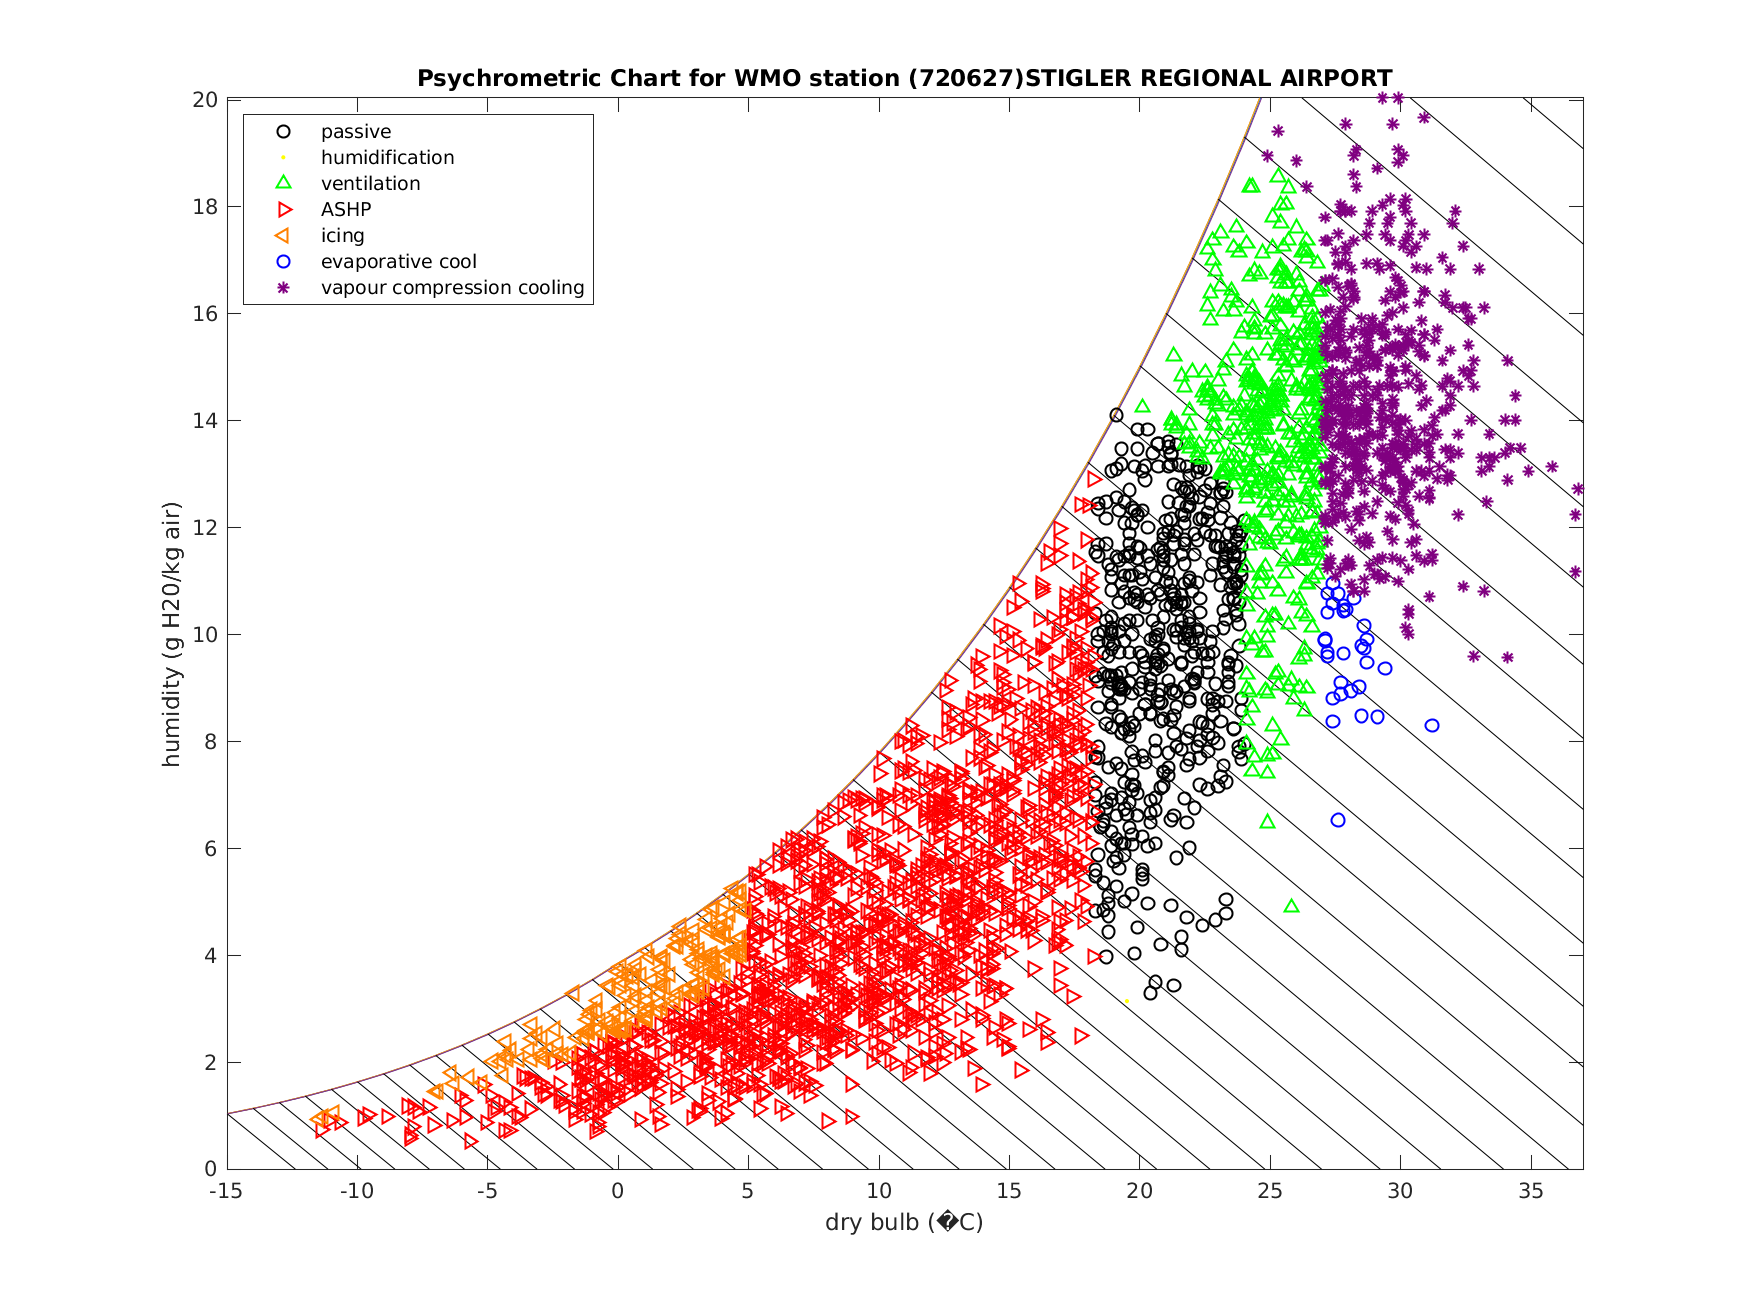 Psychrometric Chart for WMO station (720627)STIGLER REGIONAL AIRPORT
passive
humidification
ventilation
ASHP
icing
evaporative cool
vapour compression cooling
humidity (g H20/kg air)
20
18
16
14
12
10
8
6
4
2
0
-15 -10 -5 0 5 10 15 20 25 30 35
dry bulb (�C)